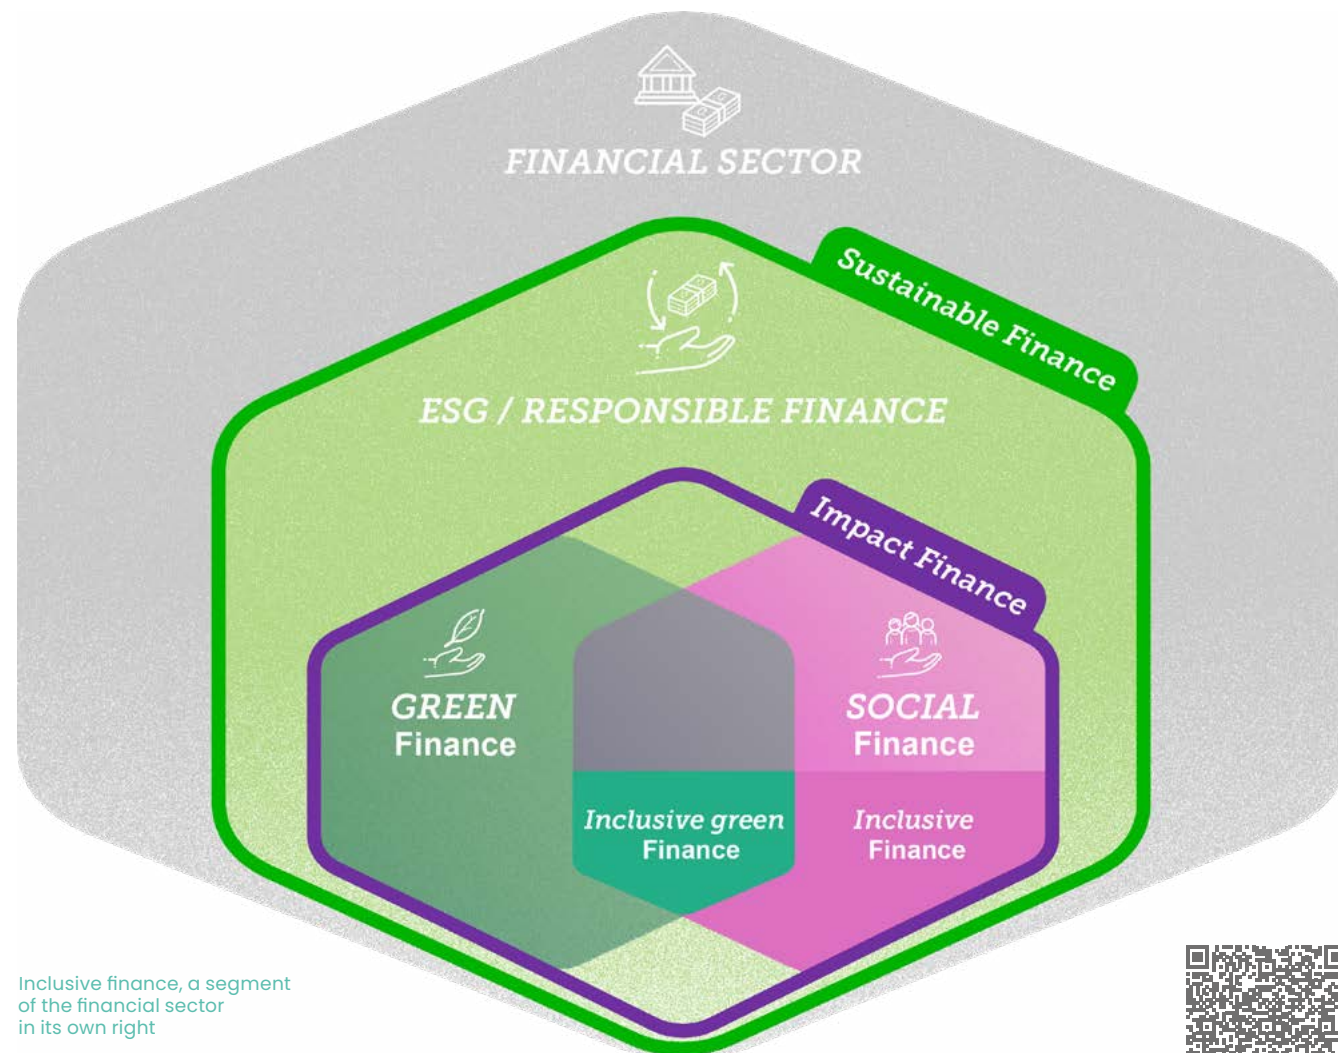 FINANCIAL SECTOR
Sustainable Finance
ESG / RESPONSIBLE FINANCE
Impact Finance
GREEN
Finance
SOCIAL
Finance
Inclusive green
Finance
Inclusive
Finance
Inclusive finance, a segment
of the financial sector
in its own right